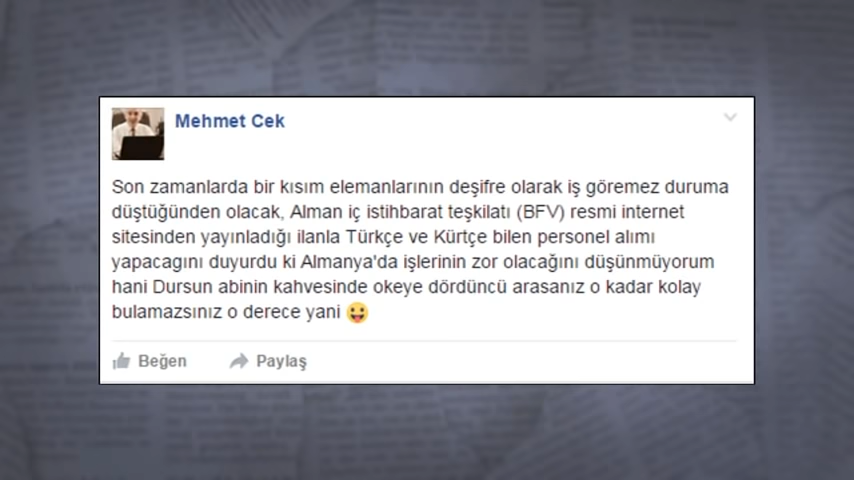 Mehmet Cek
Son zamanlarda bir kısım elemanlarının deşifre olarak iş göremez duruma
düştüğünden olacak, Alman iç istihbarat teşkilatı (BFV) resmi internet
sitesinden yayınladığı ilanla Türkçe ve Kürtçe bilen personel alımı
yapacagını duyurdu ki Almanya'da işlerinin zor olacağını düşünmüyorum
hani Dursun abinin kahvesinde okeye dördüncü arasanız o kadar kolay
bulamazsınız o derece yani 😛
Beğen Paylaş